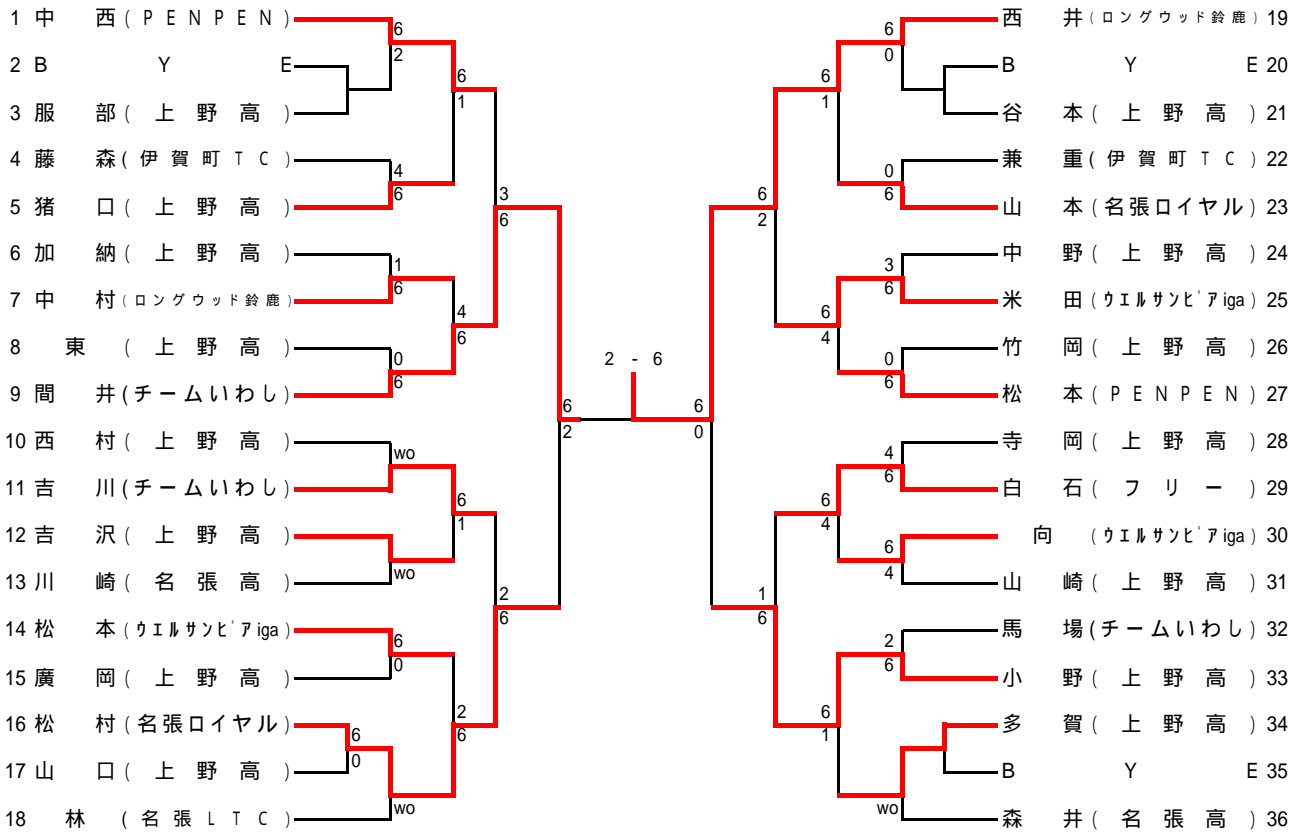 1 中 西 ( P E N P E N )
6
2
2 B Y E
6
1
3 服 部 ( 上 野 高 )
4 藤 森 ( 伊 賀 町 T C )
4
6
5 猪 口 ( 上 野 高 )
3
6
6 加 納 ( 上 野 高 )
1
6
7 中 村 ( ロングウッド鈴鹿 )
4
6
8 東 ( 上 野 高 )
0
6
9 間 井 (チームいわし)
6
2
10 西 村 ( 上 野 高 )
wo
11 吉 川 (チームいわし)
6
1
12 吉 沢 ( 上 野 高 )
wo
13 川 崎 ( 名 張 高 )
2
6
14 松 本 (ウエルサンピアiga)
6
0
15 廣 岡 ( 上 野 高 )
2
6
16 松 村 (名張ロイヤル)
6
0
17 山 口 ( 上 野 高 )
wo
18 林 ( 名 張 L T C )
2 - 6
西 井 ( ロングウッド鈴鹿 ) 19
6
0
B Y E 20
6
1
谷 本 ( 上 野 高 ) 21
兼 重 ( 伊 賀 町 T C ) 22
0
6
山 本 (名張ロイヤル) 23
6
2
中 野 ( 上 野 高 ) 24
3
6
米 田 (ウエルサンピアiga) 25
6
4
竹 岡 ( 上 野 高 ) 26
0
6
松 本 ( P E N P E N ) 27
6
0
寺 岡 ( 上 野 高 ) 28
4
6
白 石 ( フ リ ー ) 29
6
4
向 (ウエルサンピアiga) 30
6
4
山 崎 ( 上 野 高 ) 31
1
6
馬 場 (チームいわし) 32
2
6
小 野 ( 上 野 高 ) 33
6
1
多 賀 ( 上 野 高 ) 34
B Y E 35
wo
森 井 ( 名 張 高 ) 36